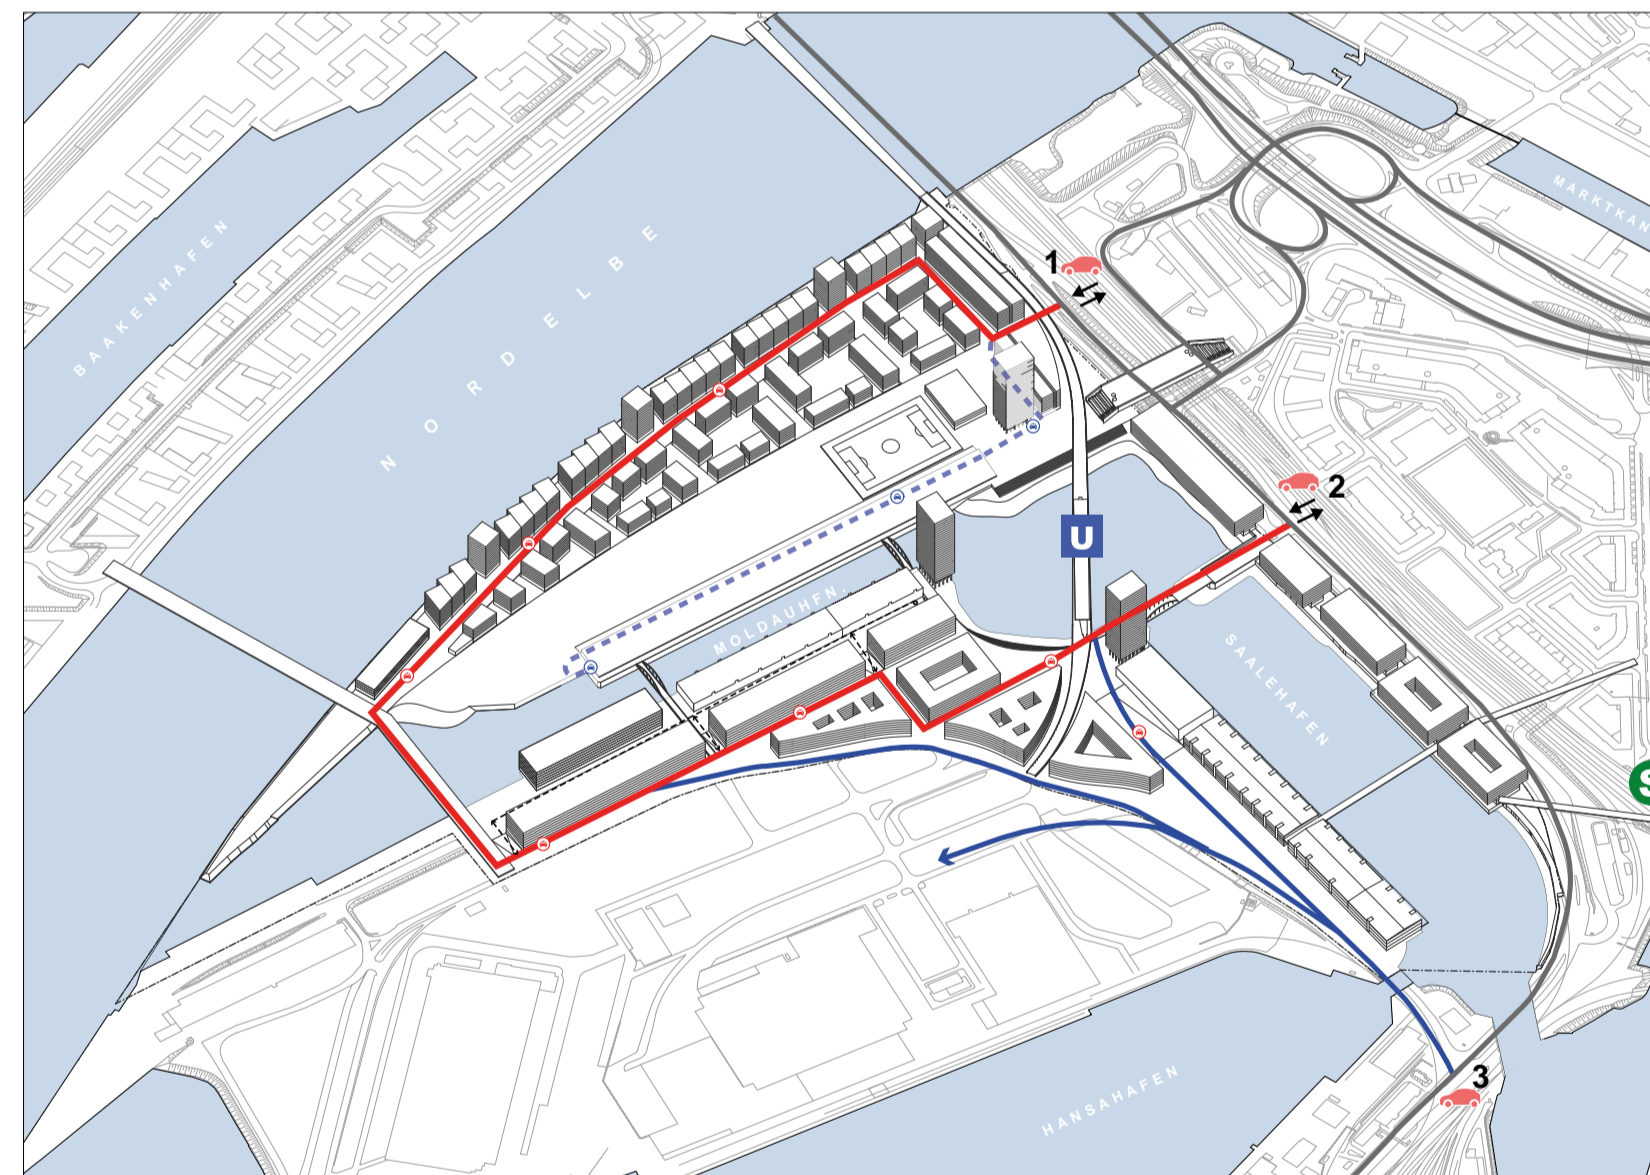 BAAKENHAFEN
NORDELBE
MARKTKAN
1
2
U
MOLDAUHFN.
SAALEHAFEN
S
3
HANSAHAFEN